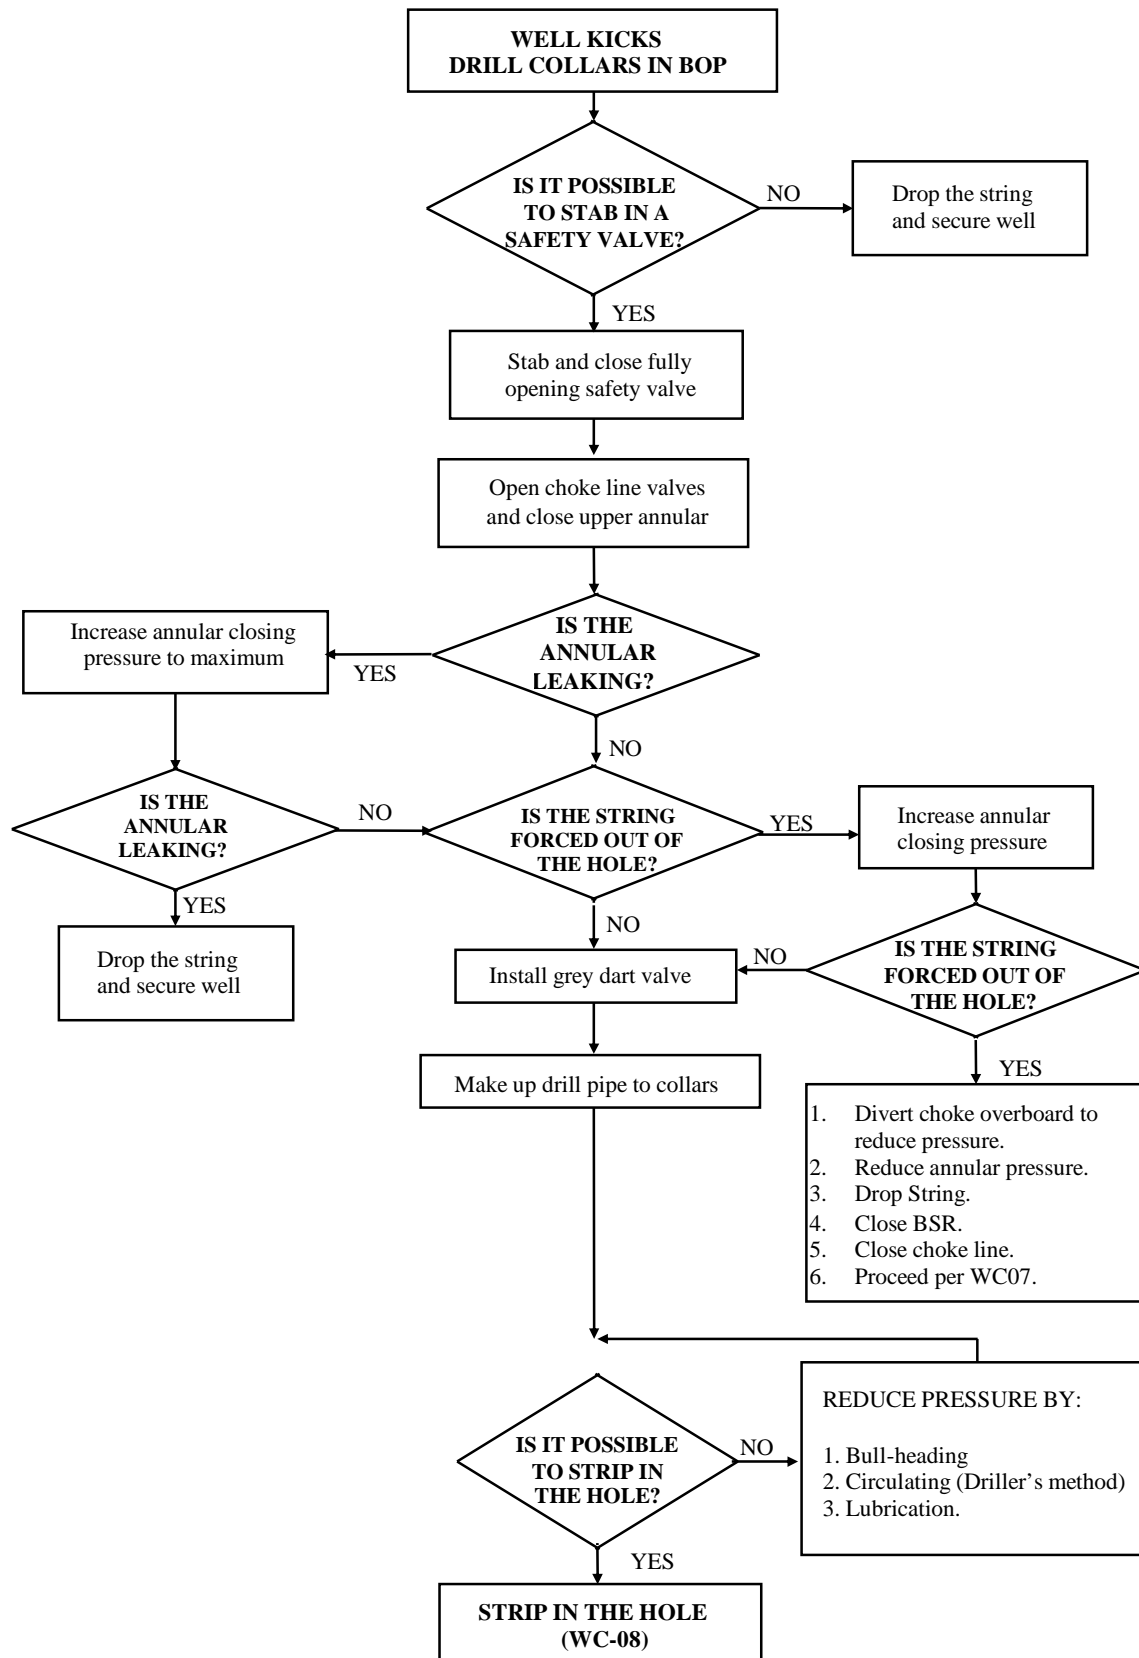 WELL KICKS
DRILL COLLARS IN BOP
IS IT POSSIBLE
TO STAB IN A
SAFETY VALVE?
NO
Drop the string
and secure well
YES
Stab and close fully
opening safety valve
Open choke line valves
and close upper annular
IS THE
ANNULAR
LEAKING?
YES
Increase annular closing
pressure to maximum
NO
IS THE
ANNULAR
LEAKING?
NO
YES
Drop the string
and secure well
IS THE STRING
FORCED OUT OF
THE HOLE?
YES
Increase annular
closing pressure
NO
IS THE STRING
FORCED OUT OF
THE HOLE?
NO
Install grey dart valve
YES
Make up drill pipe to collars
1. Divert choke overboard to
reduce pressure.
2. Reduce annular pressure.
3. Drop String.
4. Close BSR.
5. Close choke line.
6. Proceed per WC07.
IS IT POSSIBLE
TO STRIP IN
THE HOLE?
NO
REDUCE PRESSURE BY:
1. Bull-heading
2. Circulating (Driller’s method)
3. Lubrication.
YES
STRIP IN THE HOLE
(WC-08)